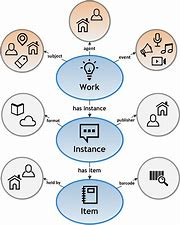 agent
subject
event
Work
has Instance
format
publisher
Instance
has Item
held by
barcode
Item